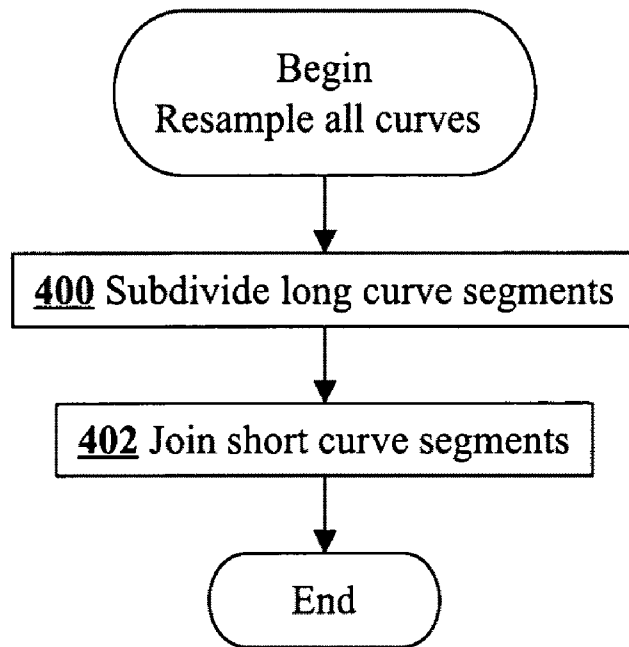 Begin
Resample all curves
400 Subdivide long curve segments
402 Join short curve segments
End